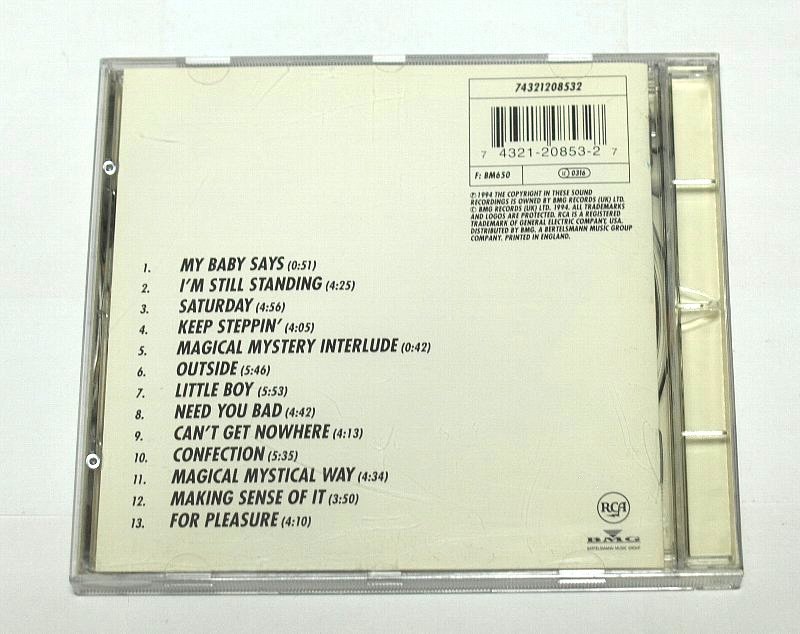 74321208532
7 4321-20853-2 7
F: BM650
LC 0316
℗ 1994 THE COPYRIGHT IN THESE SOUND
RECORDINGS IS OWNED BY BMG RECORDS (UK) LTD.
© BMG RECORDS (UK) LTD. 1994. ALL TRADEMARKS
AND LOGOS ARE PROTECTED. RCA IS A REGISTERED
TRADEMARK OF GENERAL ELECTRIC COMPANY, USA.
DISTRIBUTED BY BMG, A BERTELSMANN MUSIC GROUP
COMPANY. PRINTED IN ENGLAND.
1. MY BABY SAYS (0:51)
2. I'M STILL STANDING (4:25)
3. SATURDAY (4:56)
4. KEEP STEPPIN' (4:05)
5. MAGICAL MYSTERY INTERLUDE (0:42)
6. OUTSIDE (5:46)
7. LITTLE BOY (5:53)
8. NEED YOU BAD (4:42)
9. CAN'T GET NOWHERE (4:13)
10. CONFECTION (5:35)
11. MAGICAL MYSTICAL WAY (4:34)
12. MAKING SENSE OF IT (3:50)
13. FOR PLEASURE (4:10)
RCA
BMG
BERTELSMANN MUSIC GROUP